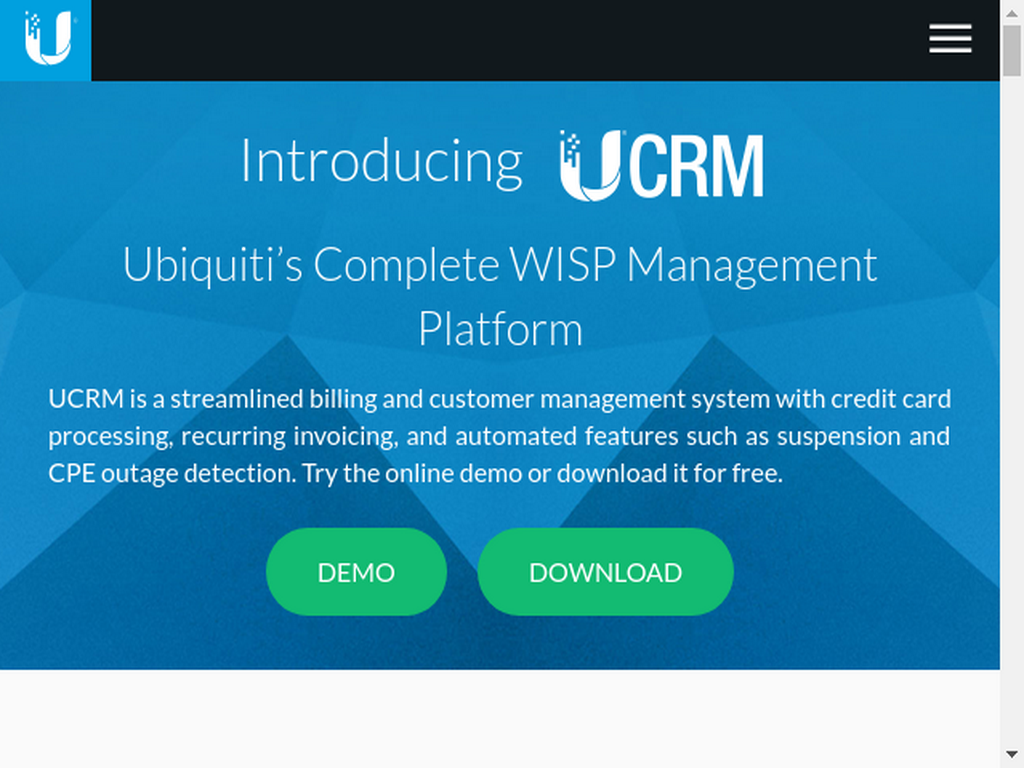 Introducing UCRM
Ubiquiti’s Complete WISP Management
Platform
UCRM is a streamlined billing and customer management system with credit card
processing, recurring invoicing, and automated features such as suspension and
CPE outage detection. Try the online demo or download it for free.
DEMO DOWNLOAD